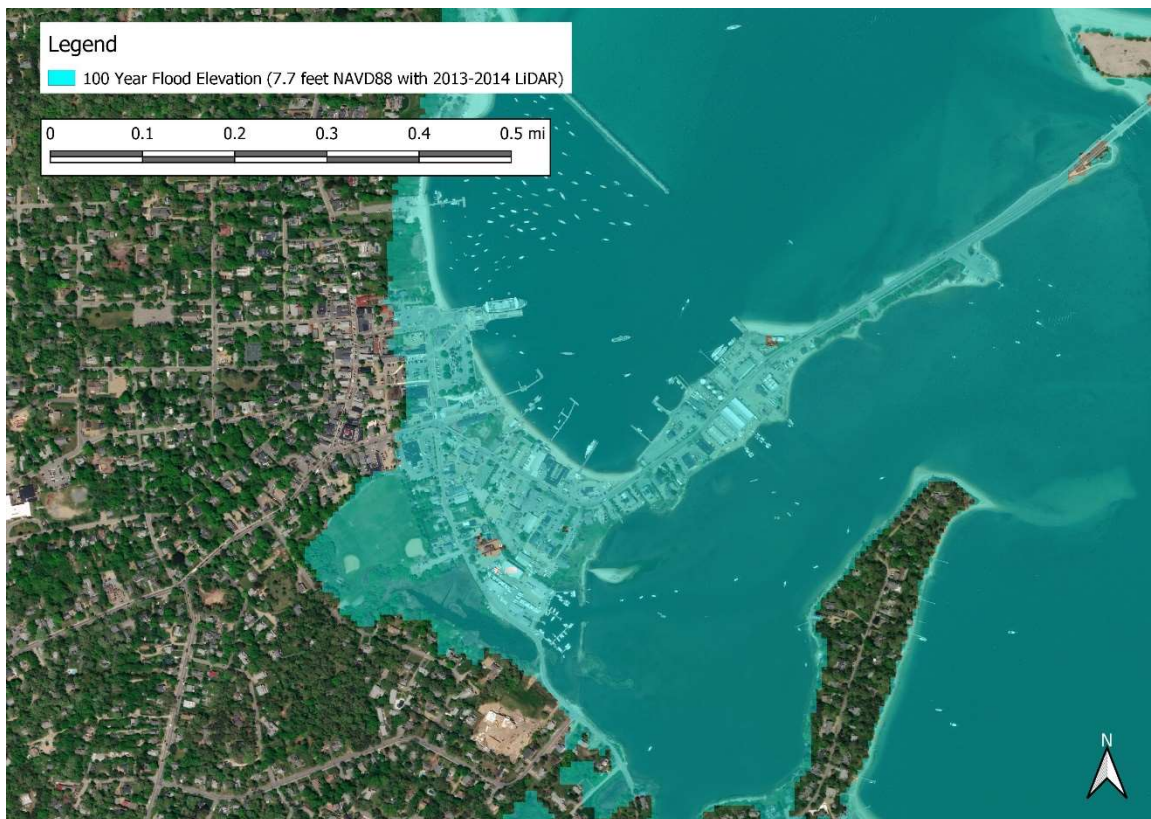 Legend
100 Year Flood Elevation (7.7 feet NAVD88 with 2013-2014 LiDAR)
0 0.1 0.2 0.3 0.4 0.5 mi
N